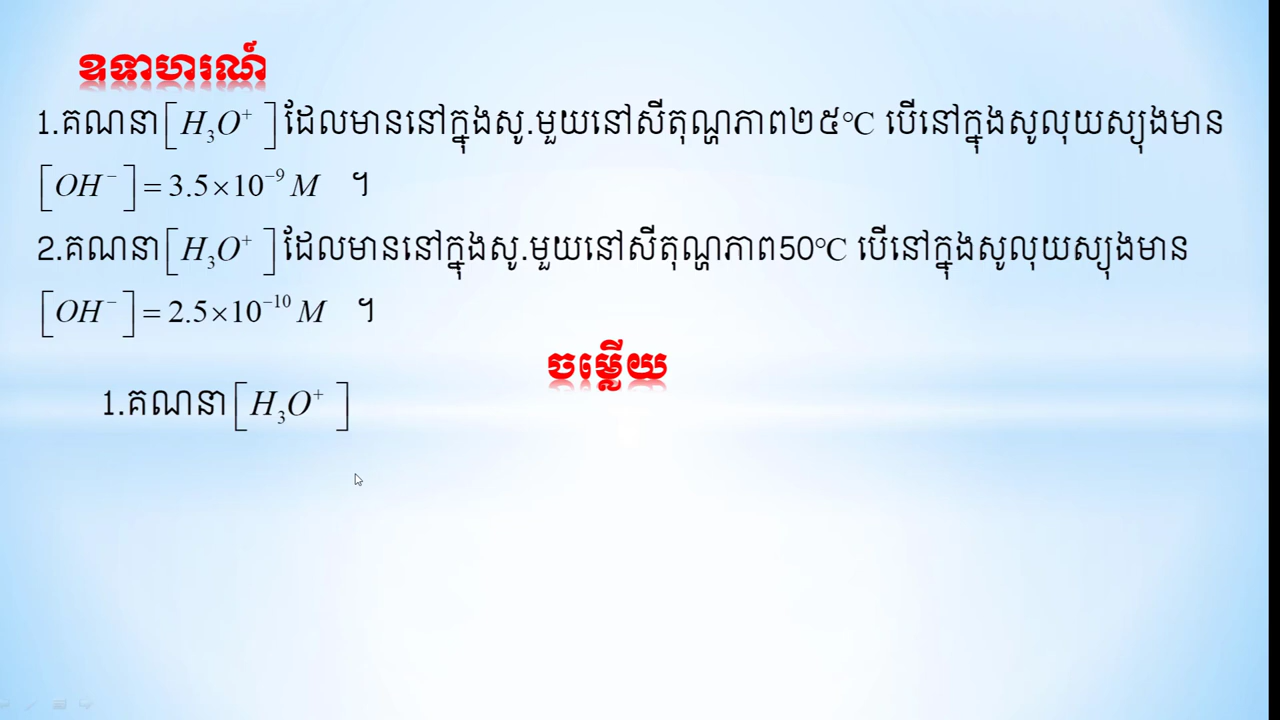 ឧទាហរណ៍
1.គណនា[H₃O⁺] ដែលមាននៅក្នុងសូ.មួយនៅសីតុណ្ហភាព២៥°C បើនៅក្នុងសូលុយស្យុងមាន
[OH⁻] = 3.5×10⁻⁹ M ។
2.គណនា[H₃O⁺] ដែលមាននៅក្នុងសូ.មួយនៅសីតុណ្ហភាព50°C បើនៅក្នុងសូលុយស្យុងមាន
[OH⁻] = 2.5×10⁻¹⁰ M ។
ចម្លើយ
1.គណនា[H₃O⁺]